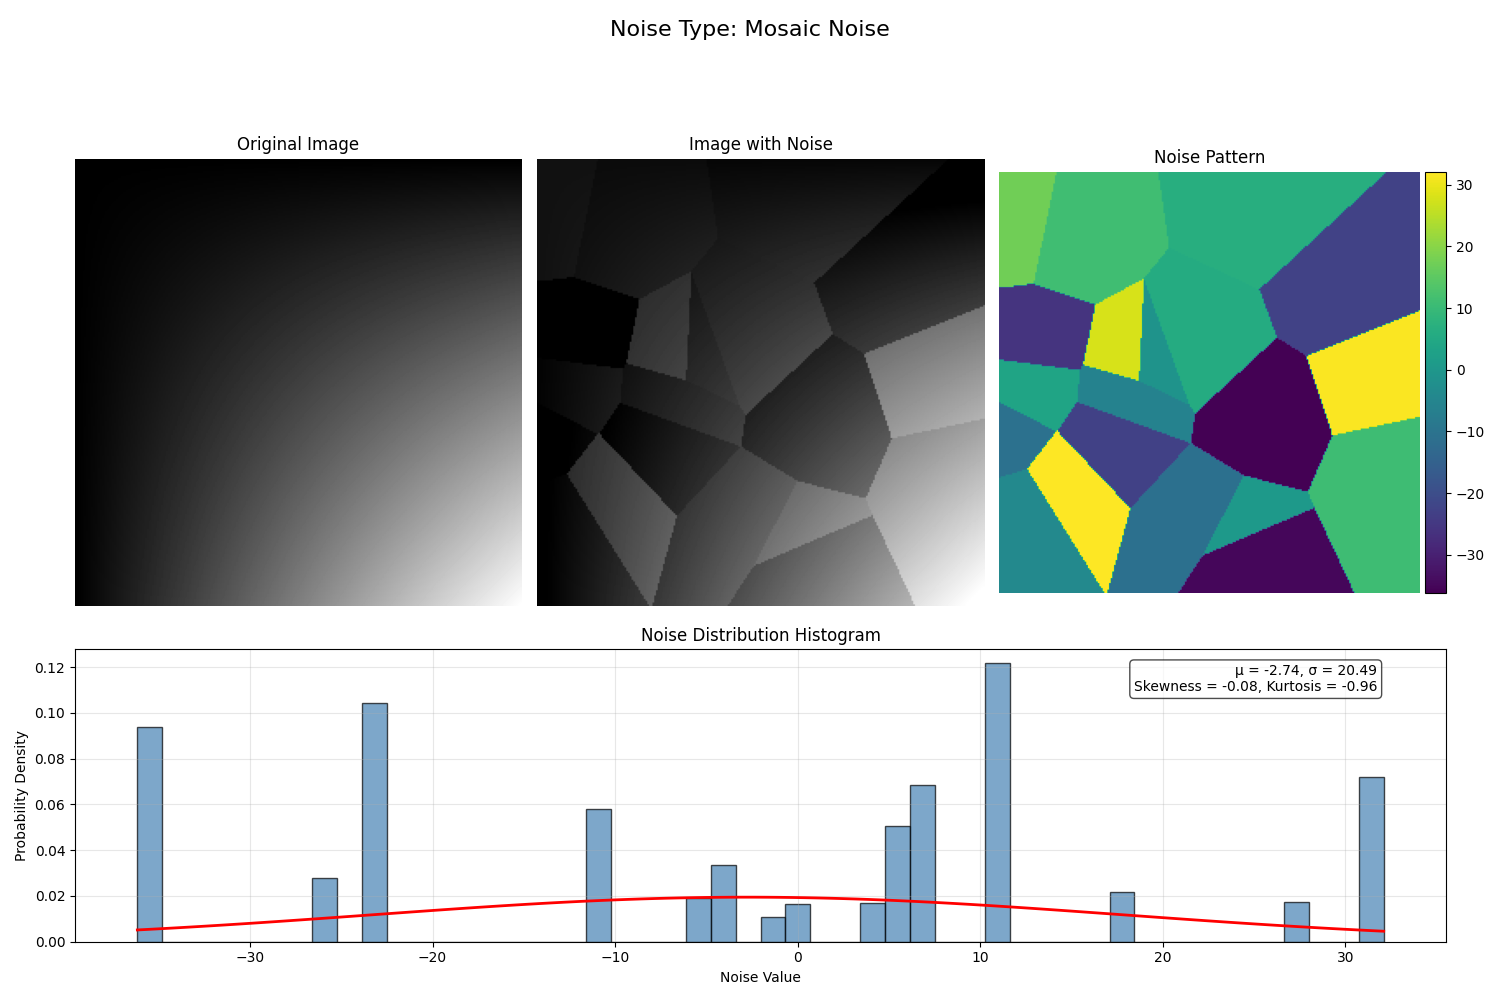 Noise Type: Mosaic Noise
Original Image
Image with Noise
Noise Pattern
30
20
10
0
−10
−20
−30
Noise Distribution Histogram
μ = -2.74, σ = 20.49
Skewness = -0.08, Kurtosis = -0.96
Probability Density
0.12
0.10
0.08
0.06
0.04
0.02
0.00
−30
−20
−10
0
10
20
30
Noise Value